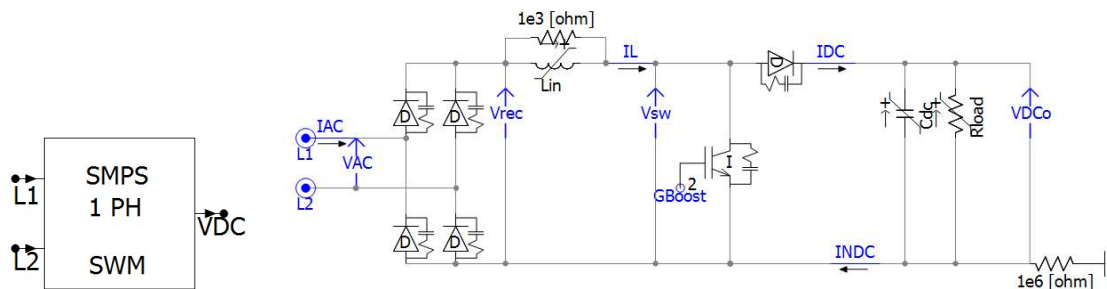 L1
L2
SMPS
1 PH
SWM
VDC
L1
L2
IAC
VAC
D
D
D
D
Vrec
1e3 [ohm]
Lin
IL
Vsw
GBoost
2
I
D
IDC
+
Cdc
+
Rload
VDCo
INDC
1e6 [ohm]